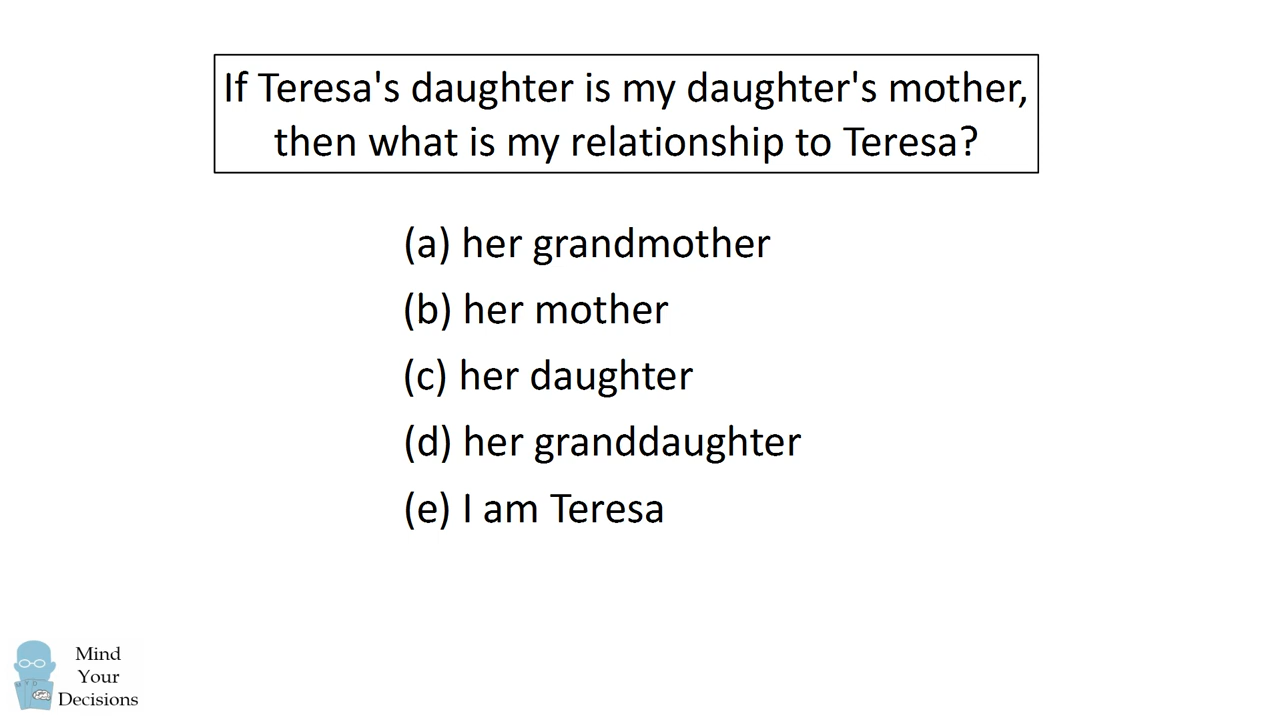 If Teresa's daughter is my daughter's mother,
then what is my relationship to Teresa?
(a) her grandmother
(b) her mother
(c) her daughter
(d) her granddaughter
(e) I am Teresa
Mind
Your
Decisions